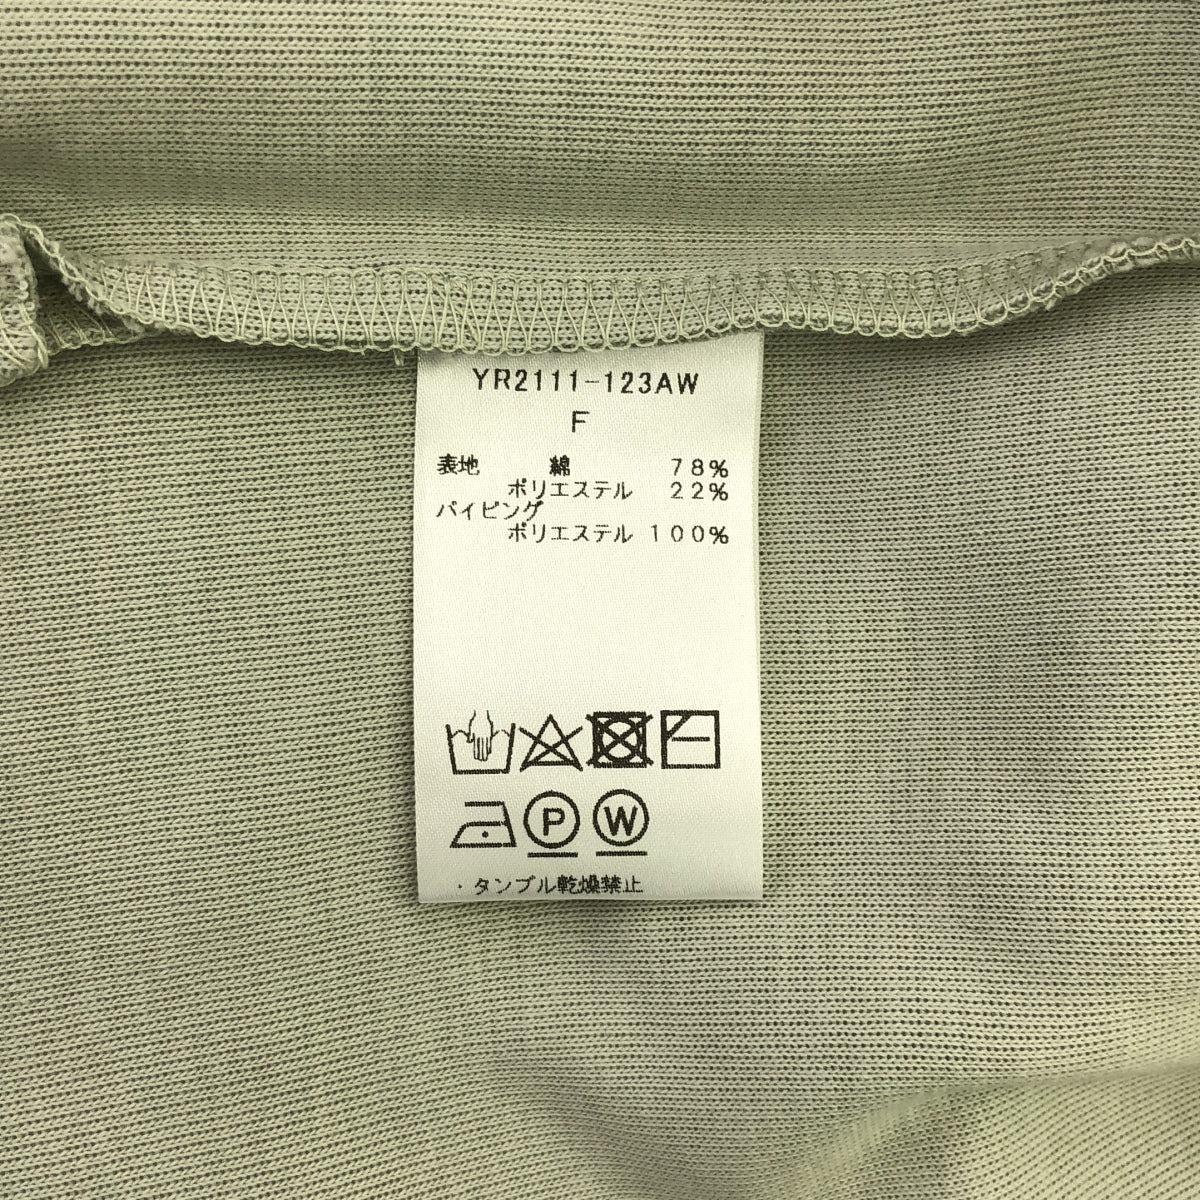 YR2111-123AW
F
表地 綿 78%
ポリエステル 22%
パイピング
ポリエステル 100%
P W
・タンブル乾燥禁止